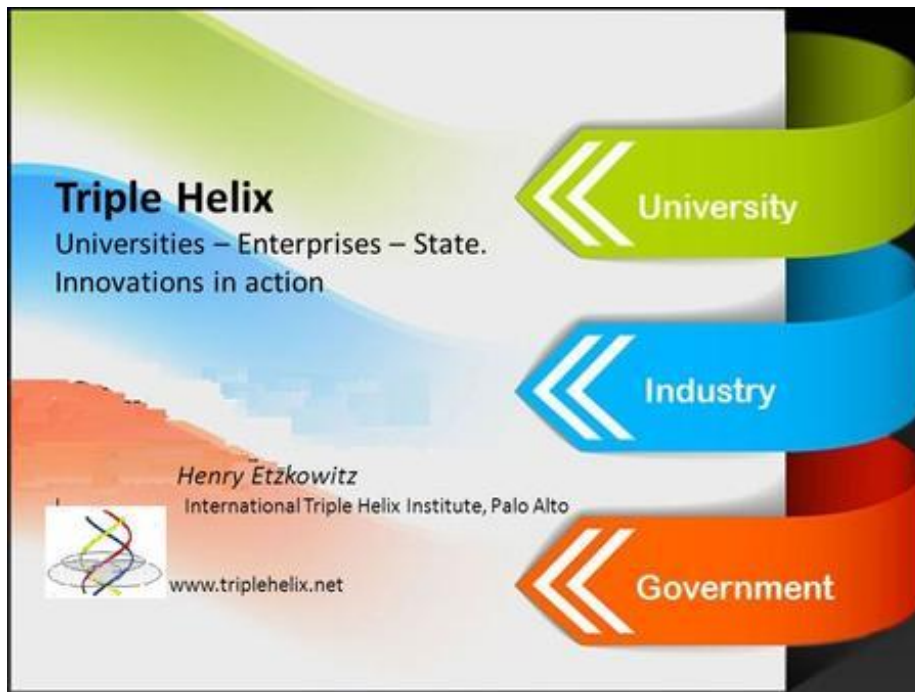 Triple Helix
Universities – Enterprises – State.
Innovations in action
Henry Etzkowitz
International Triple Helix Institute, Palo Alto
www.triplehelix.net
University
Industry
Government